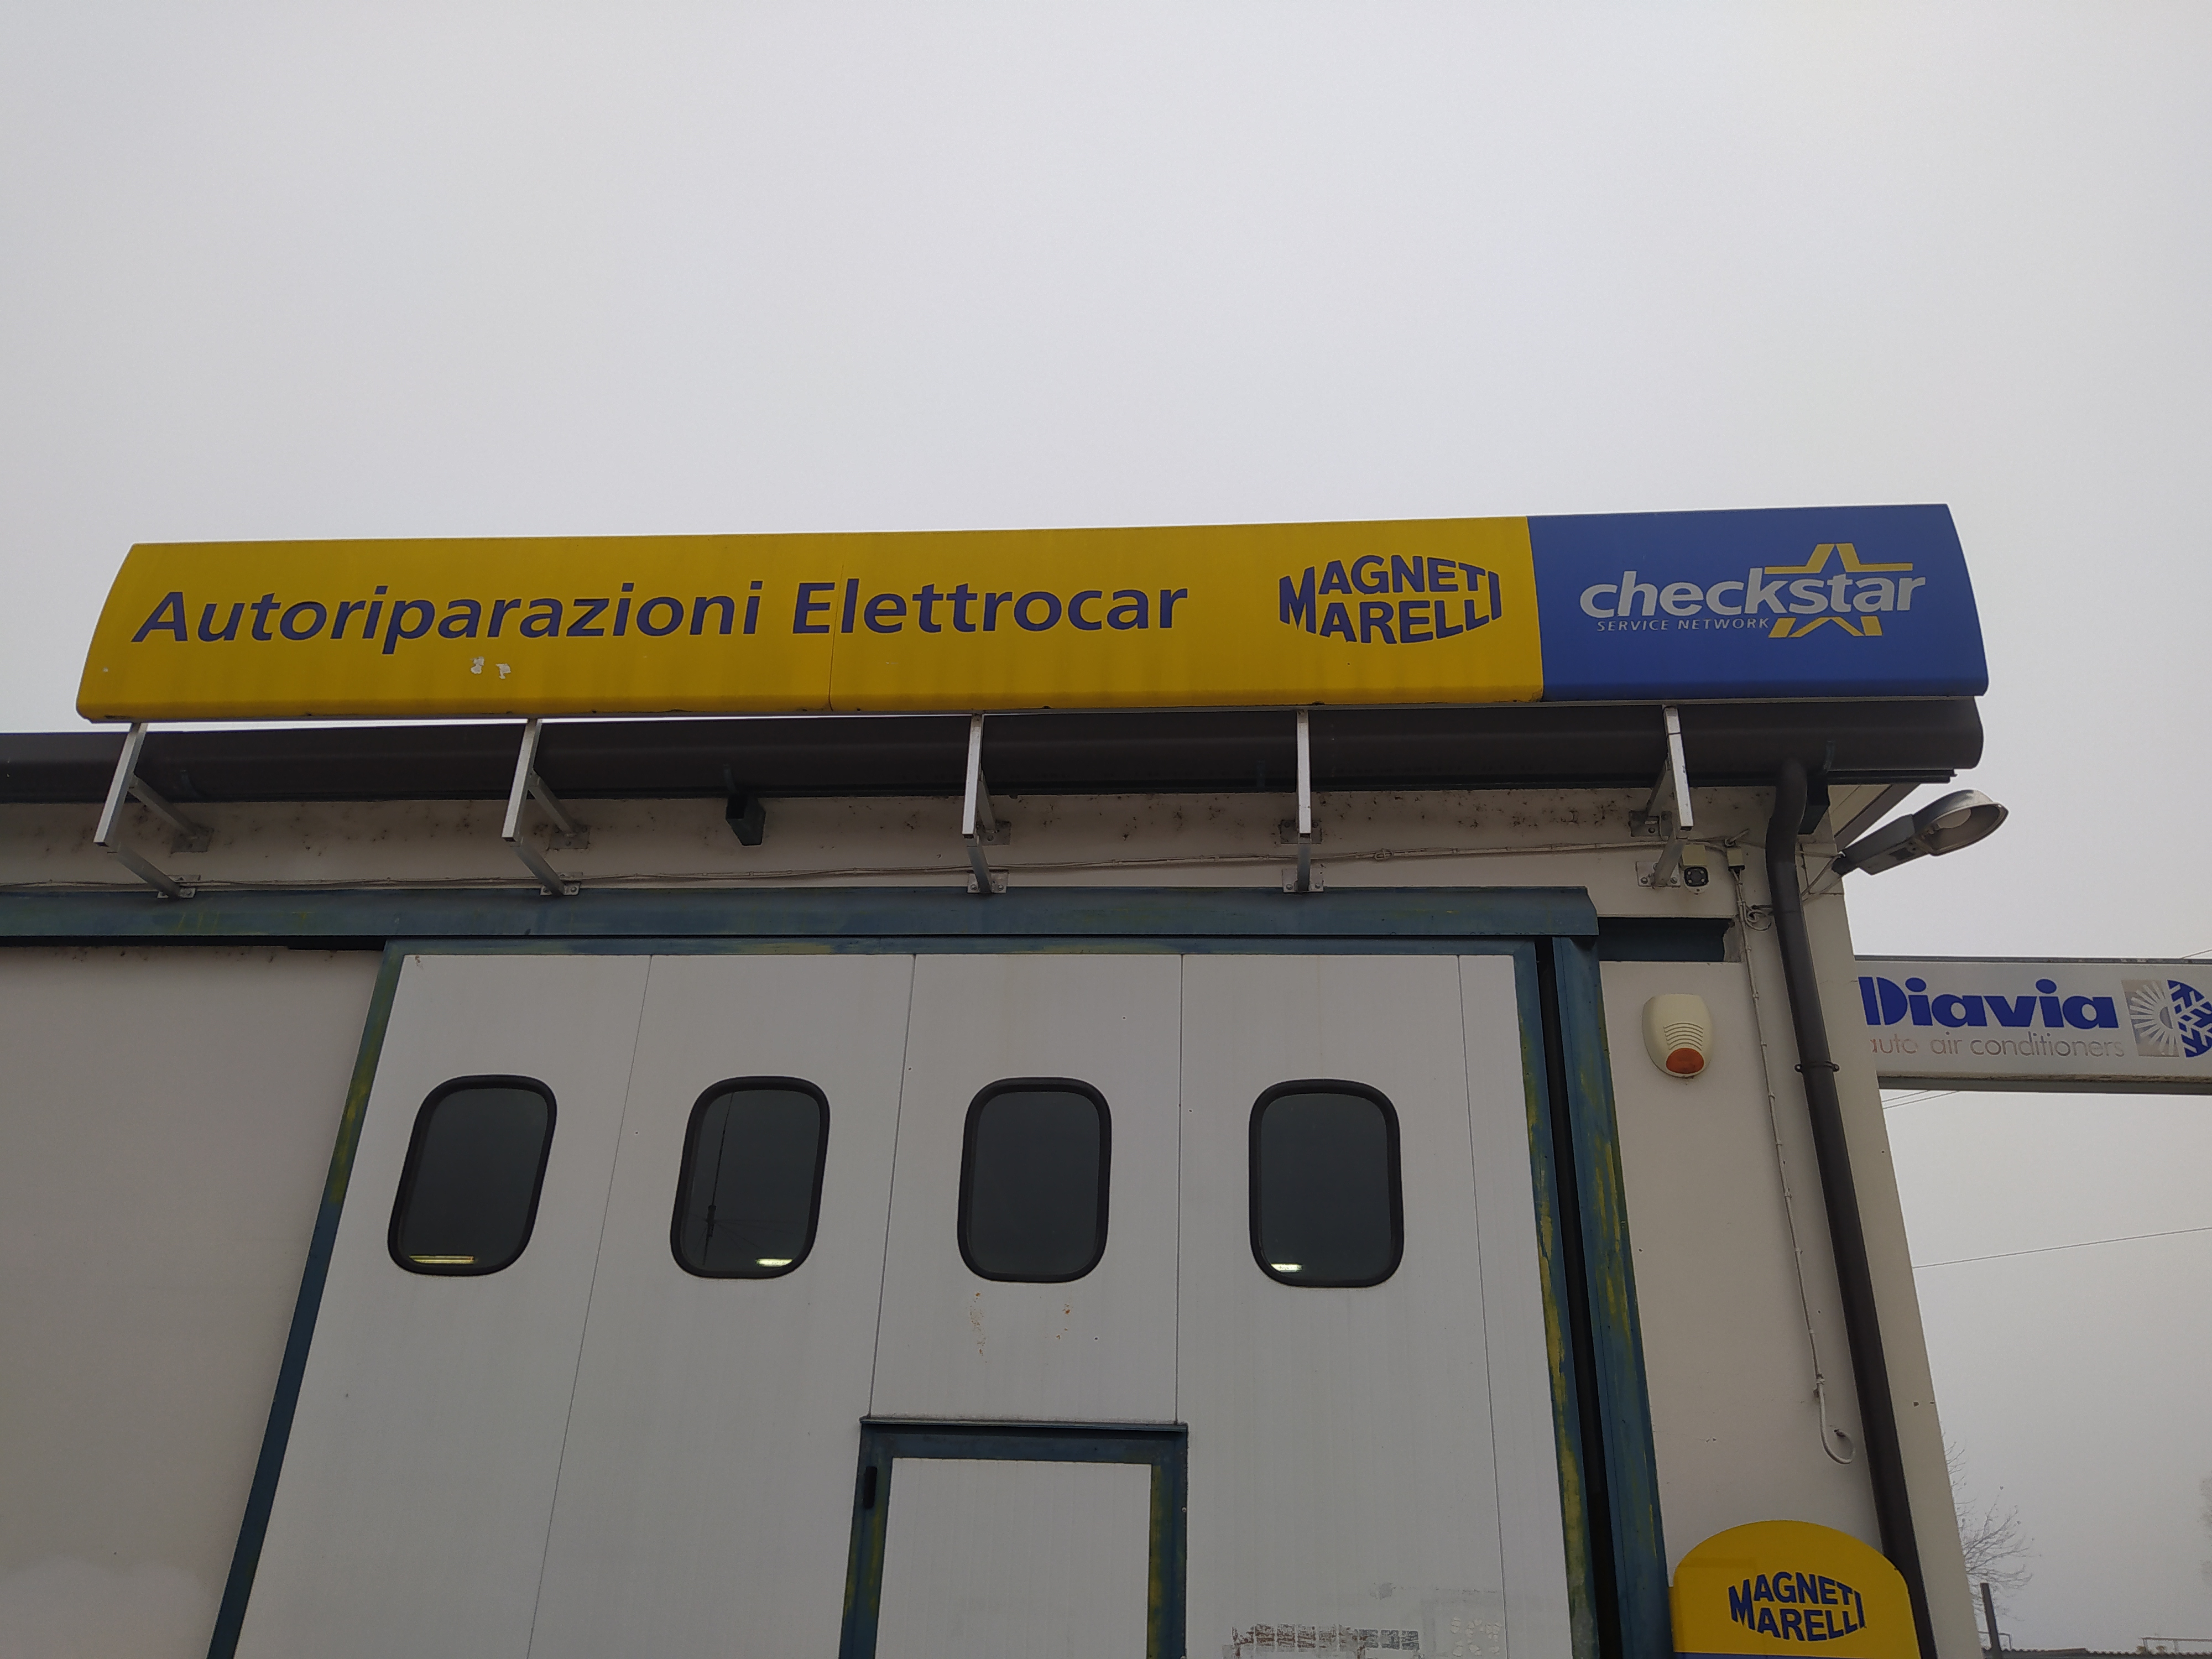 Autoriparazioni Elettrocar
MAGNETI
MARELLI
checkstar
SERVICE NETWORK
Diavia
auto air conditioners
MAGNETI
MARELLI